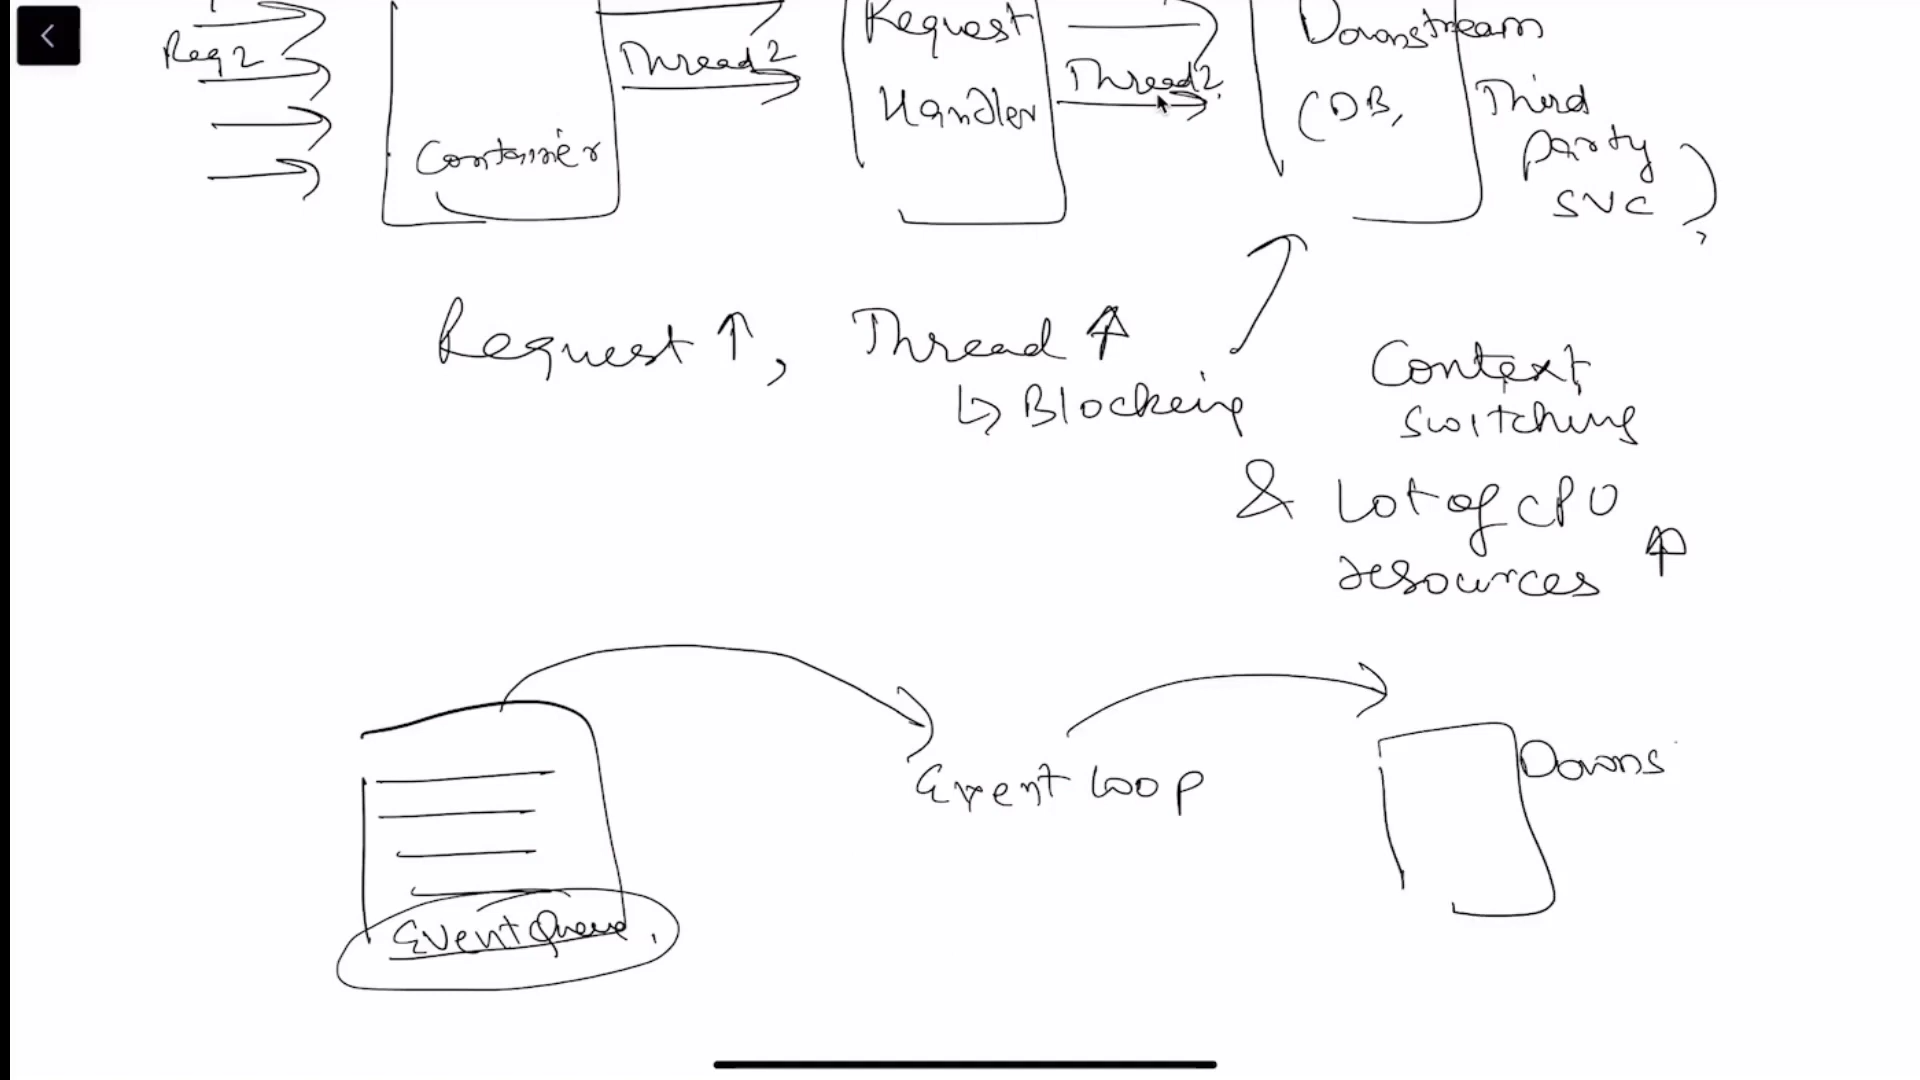 Req 2
Container
Thread 2
Request
Handler
Thread 2
Downstream
(DB,
Third
Party
SVC)
Request ↑, Thread ↑
↳ Blocking
Context
switching
& Lot of CPU
resources ↑
Event Loop
Downs
Event Queue